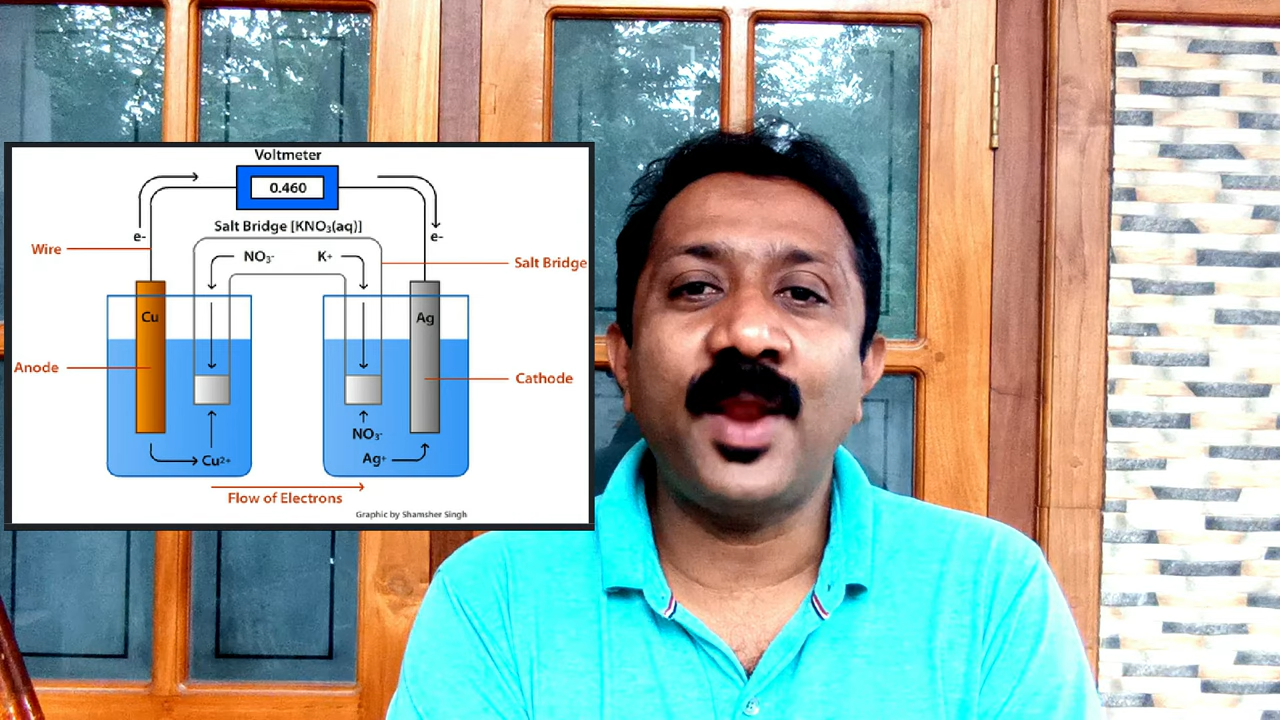 Voltmeter
0.460
Salt Bridge [KNO₃(aq)]
e-
e-
Wire
NO₃-
K+
Salt Bridge
Cu
Ag
Anode
Cathode
NO₃-
Cu²+
Ag+
Flow of Electrons
Graphic by Shamsher Singh